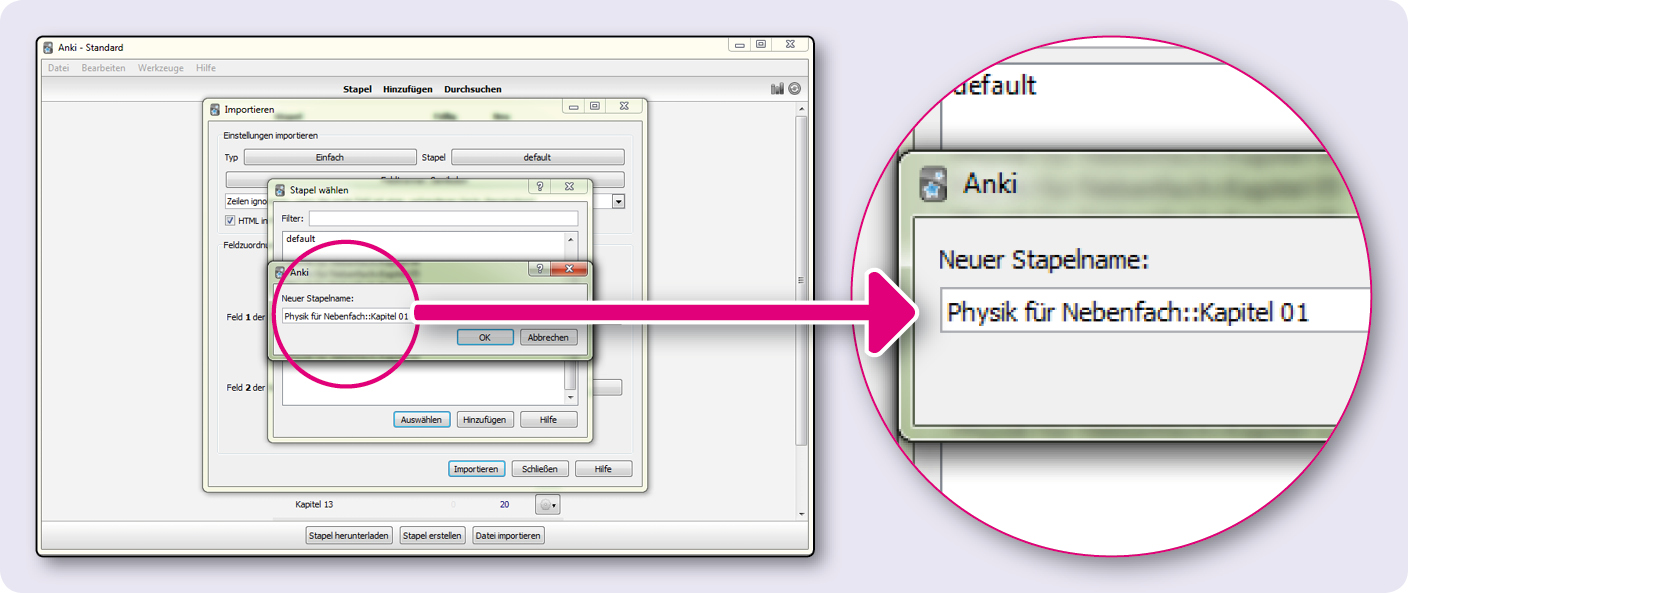 Anki - Standard
Datei Bearbeiten Werkzeuge Hilfe
Stapel Hinzufügen Durchsuchen
Importieren
Einstellungen importieren
Typ Einfach Stapel default
Stapel wählen
Zeilen igno
Filter:
HTML in
default
Feldzuordnu
Anki
Neuer Stapelname:
Feld 1 der
Physik für Nebenfach::Kapitel 01
OK Abbrechen
Feld 2 der
Auswählen Hinzufügen Hilfe
Importieren Schließen Hilfe
Kapitel 13 20
Stapel herunterladen Stapel erstellen Datei importieren
default
Anki
Neuer Stapelname:
Physik für Nebenfach::Kapitel 01